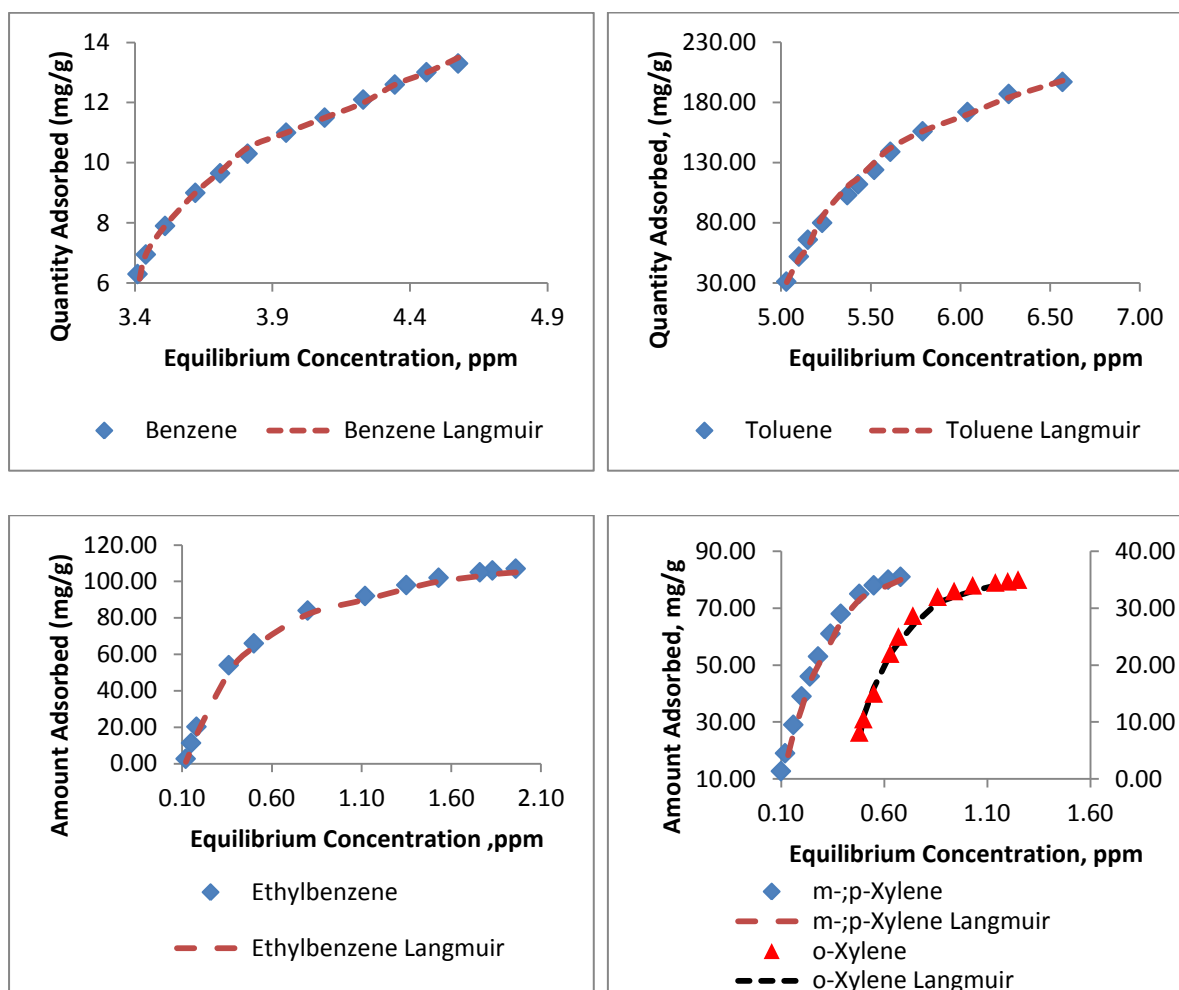 Quantity Adsorbed (mg/g)
14
12
10
8
6
3.4 3.9 4.4 4.9
Equilibrium Concentration, ppm
Benzene Benzene Langmuir
Quantity Adsorbed, (mg/g)
230.00
180.00
130.00
80.00
30.00
5.00 5.50 6.00 6.50 7.00
Equilibrium Concentration, ppm
Toluene Toluene Langmuir
Amount Adsorbed (mg/g)
120.00
100.00
80.00
60.00
40.00
20.00
0.00
0.10 0.60 1.10 1.60 2.10
Equilibrium Concentration ,ppm
Ethylbenzene
Ethylbenzene Langmuir
Amount Adsorbed, mg/g
90.00
70.00
50.00
30.00
10.00
40.00
30.00
20.00
10.00
0.00
0.10 0.60 1.10 1.60
Equilibrium Concentration, ppm
m-;p-Xylene
m-;p-Xylene Langmuir
o-Xylene
o-Xylene Langmuir